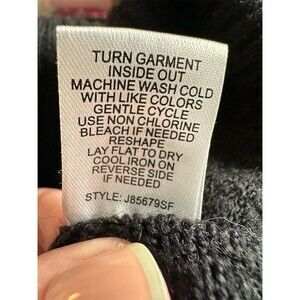 TURN GARMENT
INSIDE OUT
MACHINE WASH COLD
WITH LIKE COLORS
GENTLE CYCLE
USE NON CHLORINE
BLEACH IF NEEDED
RESHAPE
LAY FLAT TO DRY
COOL IRON ON
REVERSE SIDE
IF NEEDED
STYLE: J85679SF